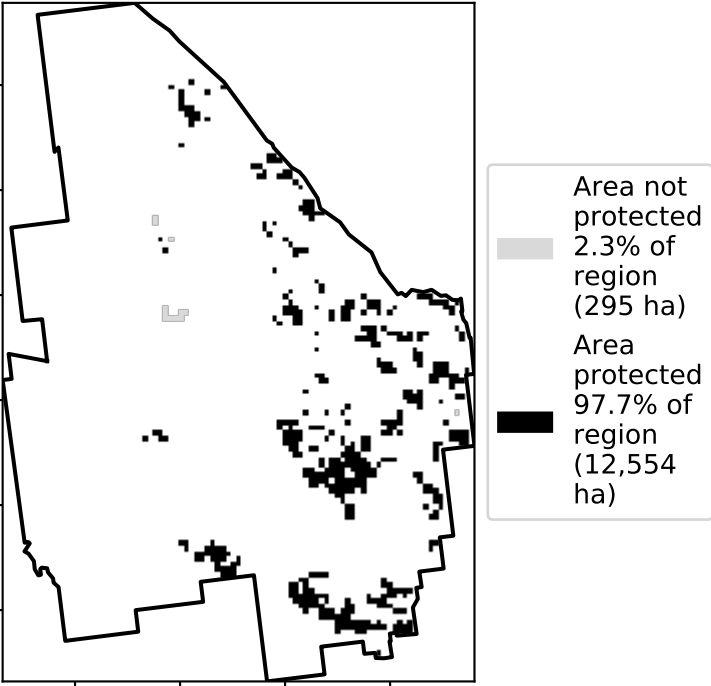 Area not
protected
2.3% of
region
(295 ha)
Area
protected
97.7% of
region
(12,554
ha)